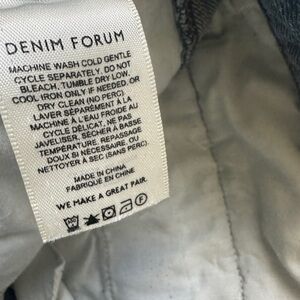 DENIM FORUM
MACHINE WASH COLD GENTLE
CYCLE SEPARATELY. DO NOT
BLEACH. TUMBLE DRY LOW.
COOL IRON ONLY IF NEEDED, OR
DRY CLEAN (NO PERC)
LAVER SÉPARÉMENT À LA
MACHINE À L'EAU FROIDE
CYCLE DÉLICAT. NE PAS
JAVELISER. SÉCHER À BASSE
TEMPÉRATURE. REPASSAGE
DOUX SI NÉCESSAIRE, OU
NETTOYER À SEC (SANS PERC).
MADE IN CHINA
FABRIQUÉ EN CHINE
WE MAKE A GREAT PAIR.